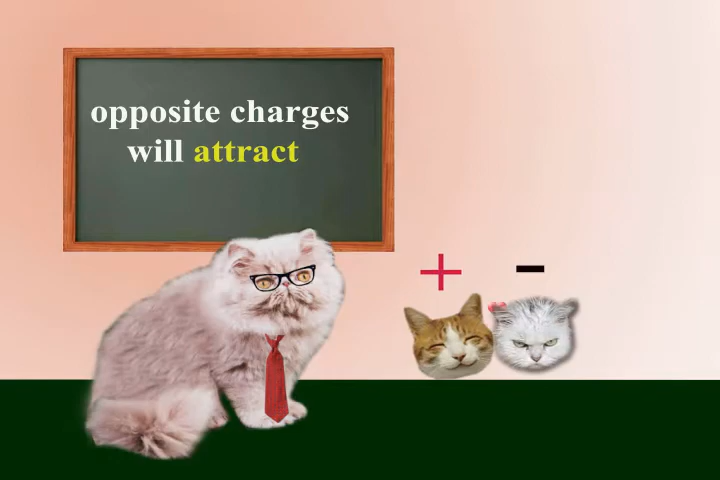 opposite charges
will attract
+ -